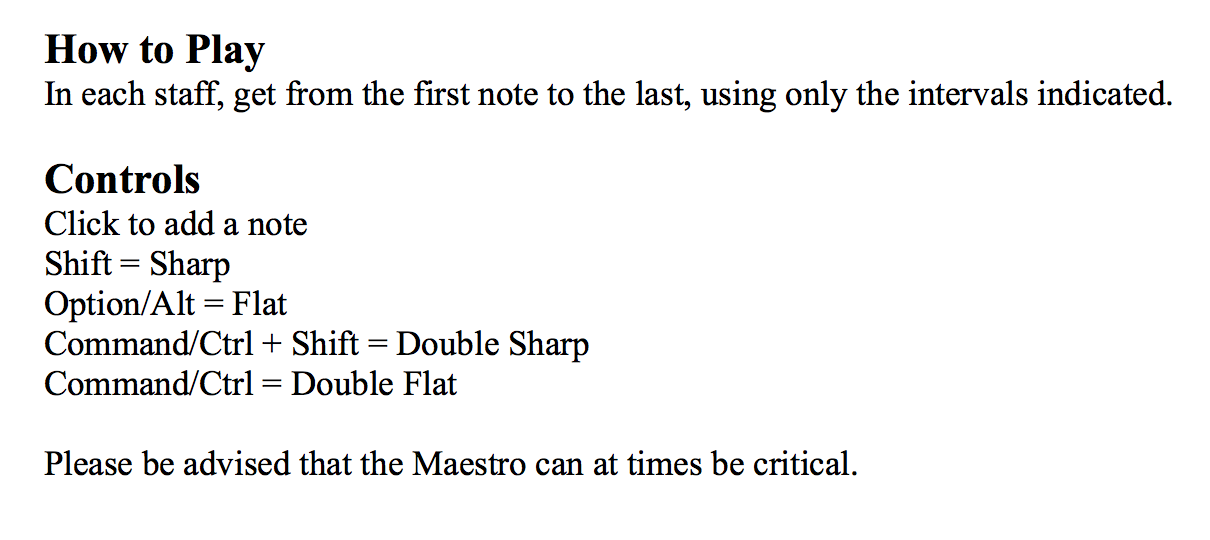 How to Play
In each staff, get from the first note to the last, using only the intervals indicated.
Controls
Click to add a note
Shift = Sharp
Option/Alt = Flat
Command/Ctrl + Shift = Double Sharp
Command/Ctrl = Double Flat
Please be advised that the Maestro can at times be critical.